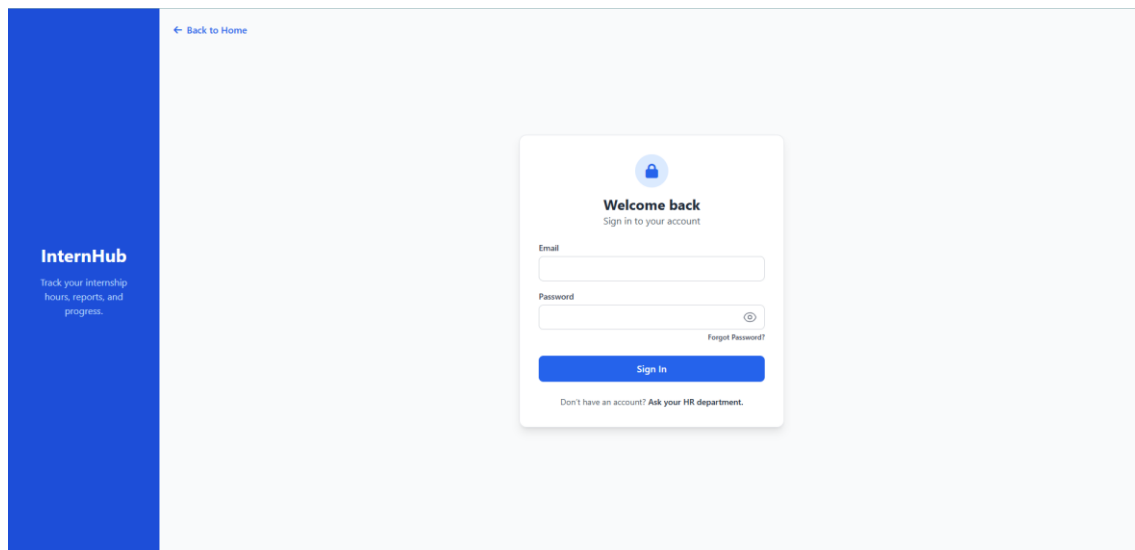 ← Back to Home
InternHub
Track your internship
hours, reports, and
progress.
Welcome back
Sign in to your account
Email
Password
Forgot Password?
Sign In
Don't have an account? Ask your HR department.